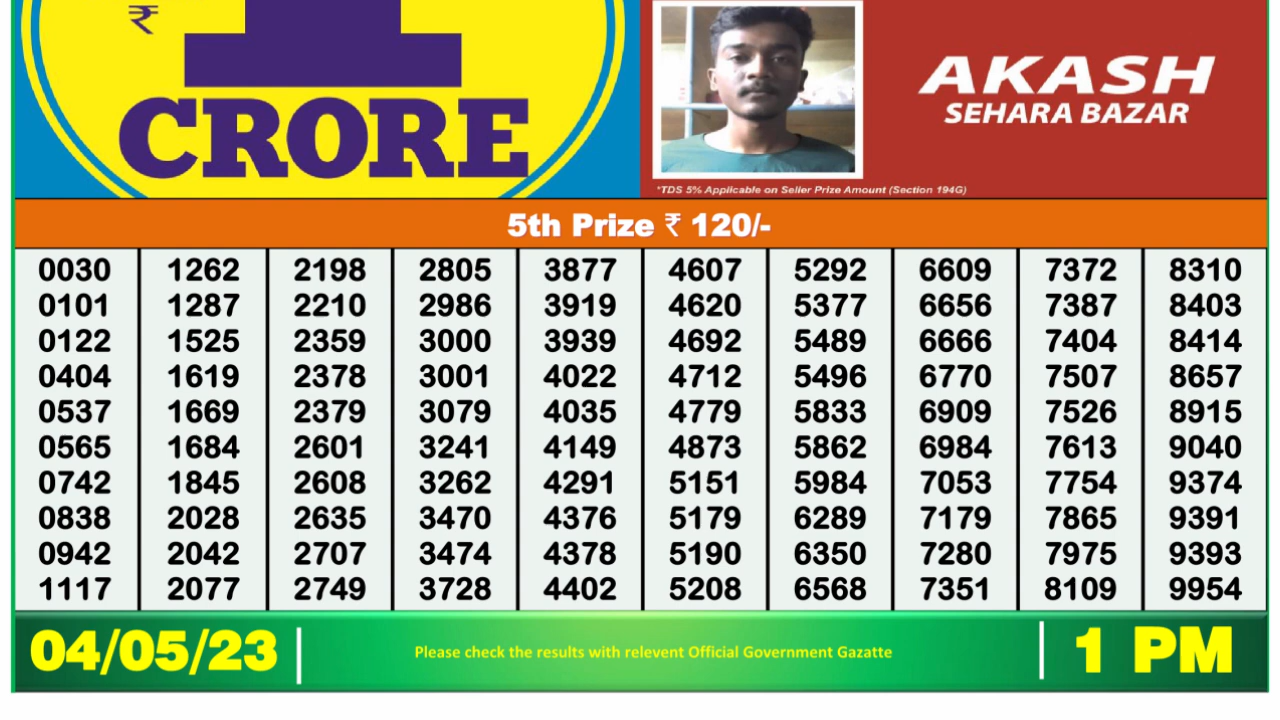 ₹
1
CRORE
AKASH
SEHARA BAZAR
*TDS 5% Applicable on Seller Prize Amount (Section 194G)
5th Prize ₹ 120/-
0030 1262 2198 2805 3877 4607 5292 6609 7372 8310
0101 1287 2210 2986 3919 4620 5377 6656 7387 8403
0122 1525 2359 3000 3939 4692 5489 6666 7404 8414
0404 1619 2378 3001 4022 4712 5496 6770 7507 8657
0537 1669 2379 3079 4035 4779 5833 6909 7526 8915
0565 1684 2601 3241 4149 4873 5862 6984 7613 9040
0742 1845 2608 3262 4291 5151 5984 7053 7754 9374
0838 2028 2635 3470 4376 5179 6289 7179 7865 9391
0942 2042 2707 3474 4378 5190 6350 7280 7975 9393
1117 2077 2749 3728 4402 5208 6568 7351 8109 9954
04/05/23
Please check the results with relevent Official Government Gazatte
1 PM